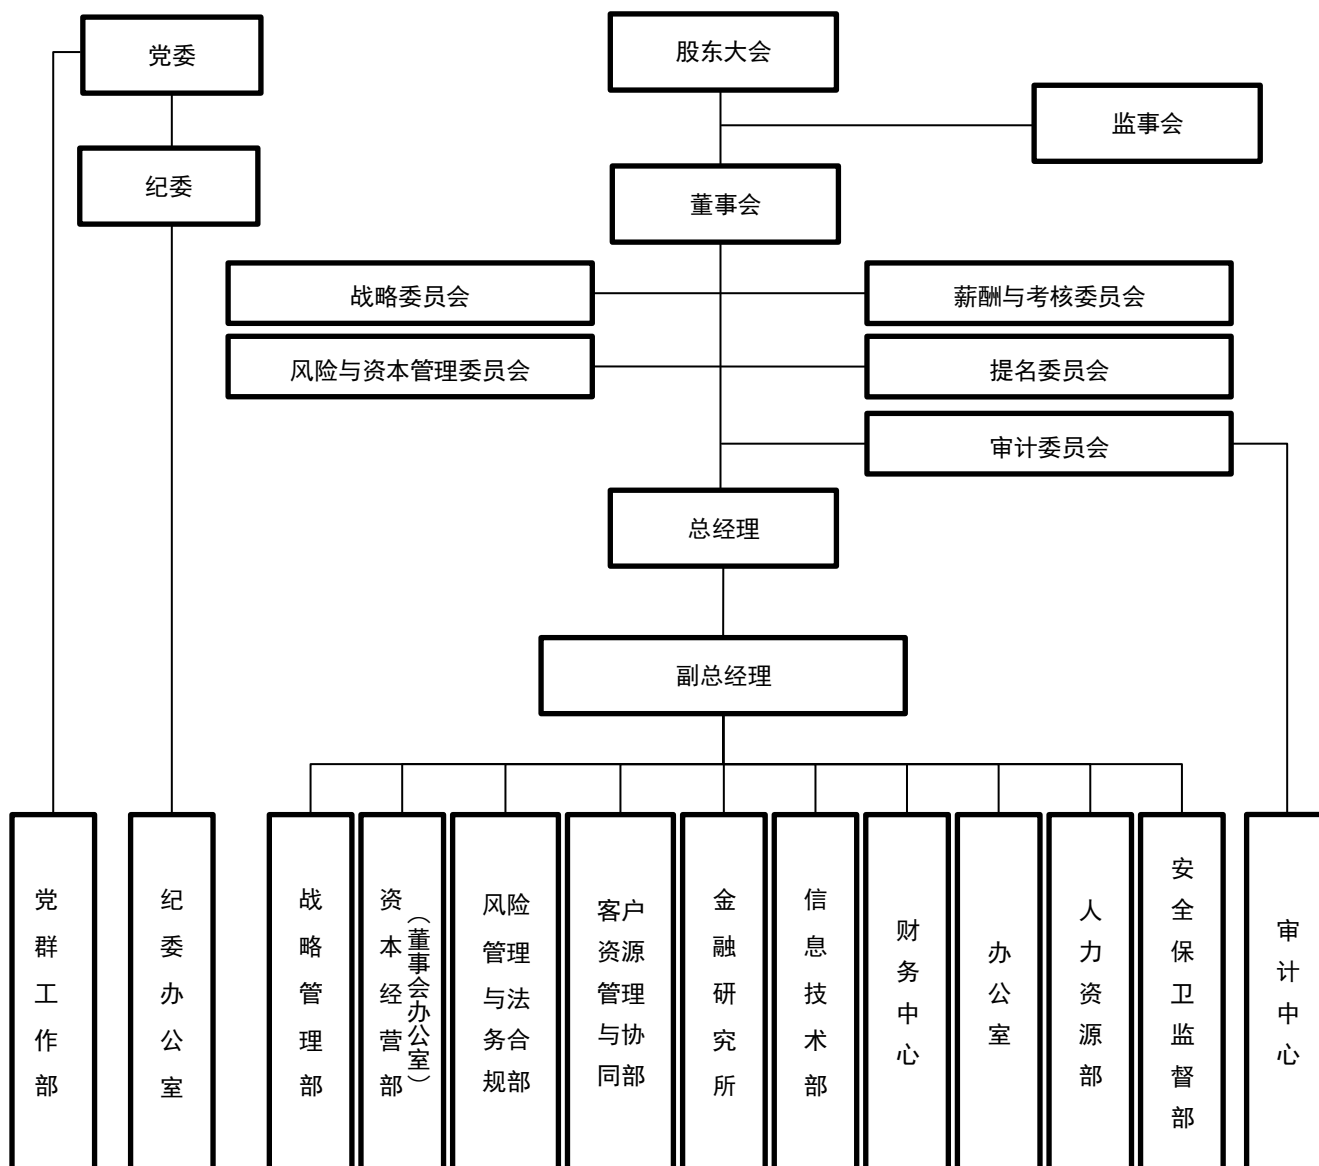 党委
股东大会
监事会
纪委
董事会
战略委员会
薪酬与考核委员会
风险与资本管理委员会
提名委员会
审计委员会
总经理
副总经理
党群工作部
纪委办公室
战略管理部
资本经营部
（董事会办公室）
风险
管理
与法
务合
规部
客户
资源
管理
与协
同部
金融研究所
信息技术部
财务中心
办公室
人力资源部
安全保卫监督部
审计中心